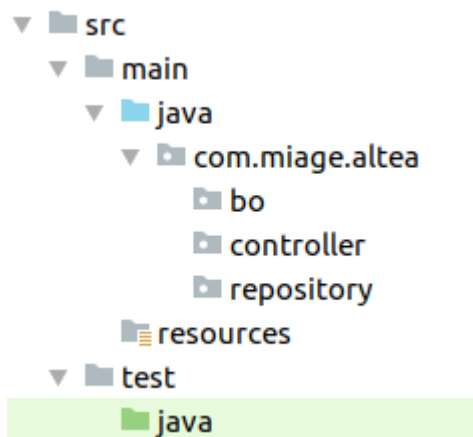 src
main
java
com.miage.altea
bo
controller
repository
resources
test
java